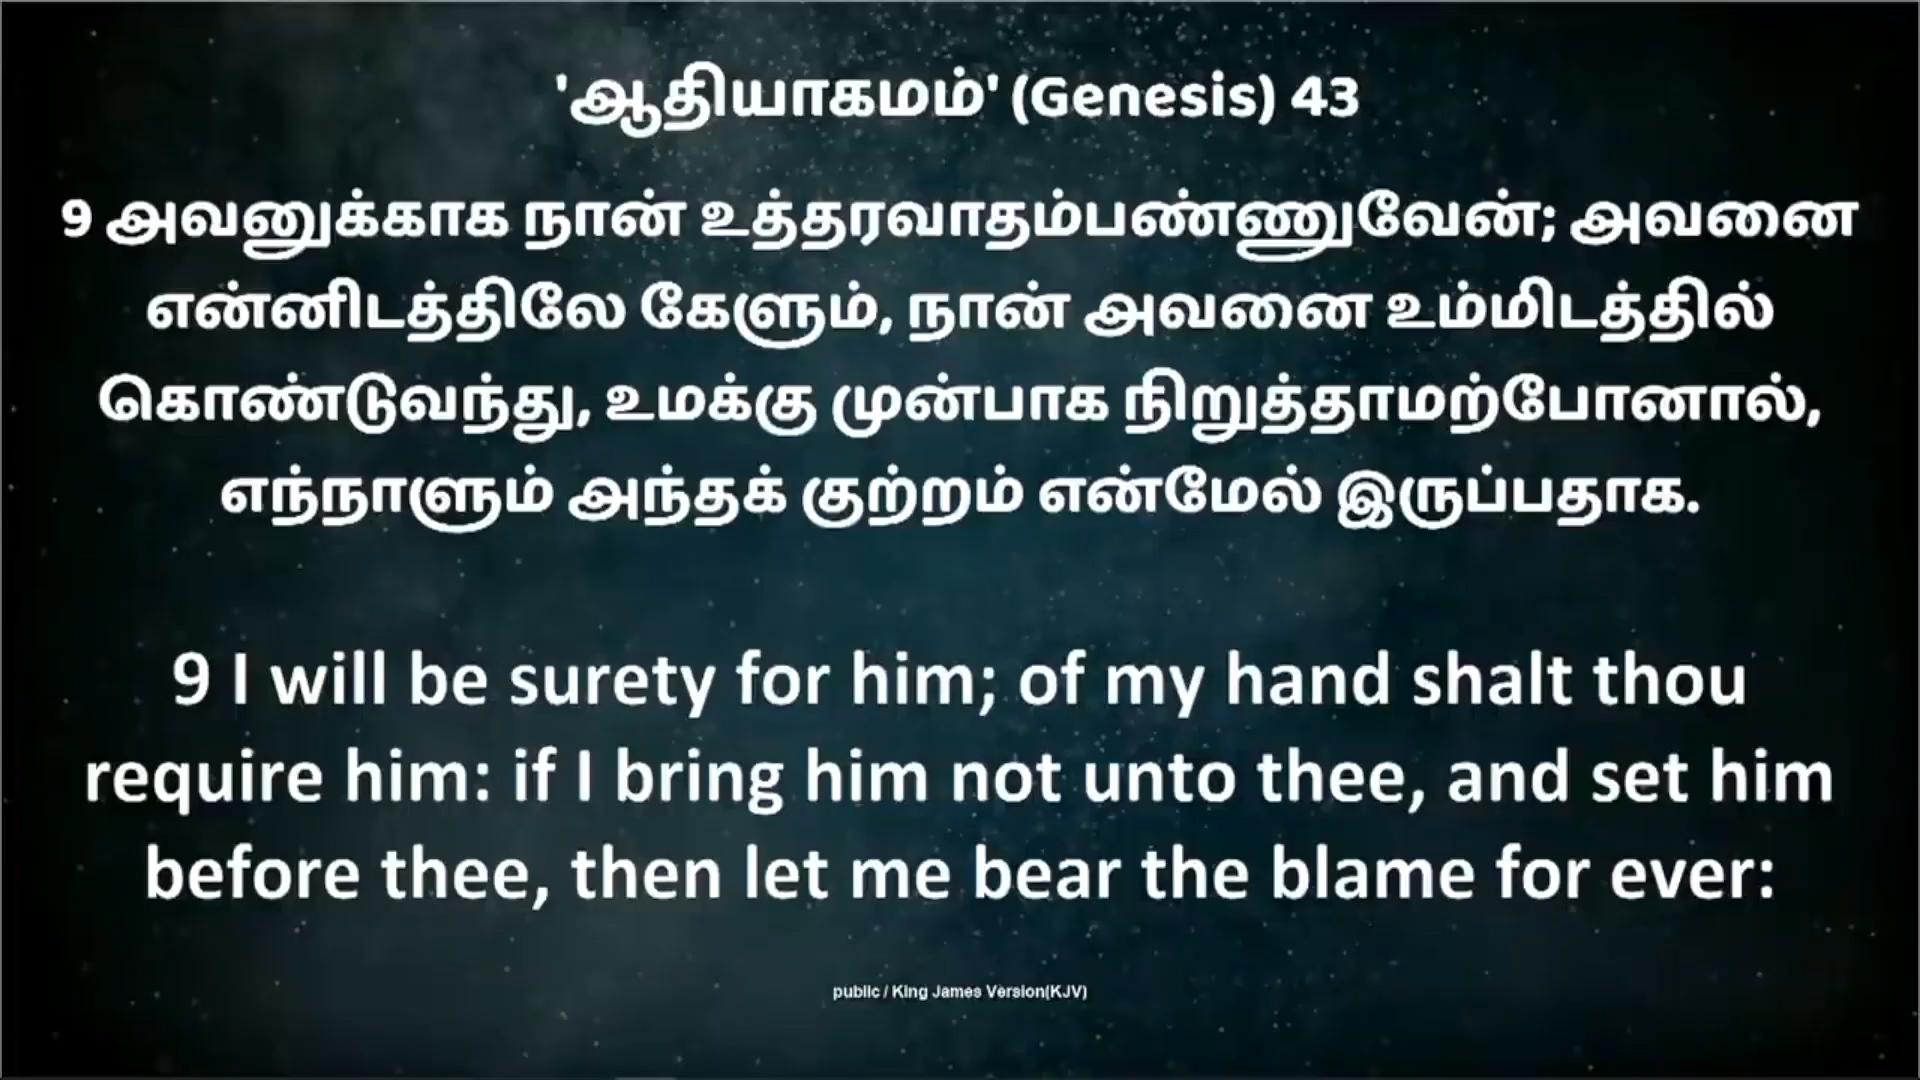 'ஆதியாகமம்' (Genesis) 43
9 அவனுக்காக நான் உத்தரவாதம்பண்ணுவேன்; அவனை
என்னிடத்திலே கேளும், நான் அவனை உம்மிடத்தில்
கொண்டுவந்து, உமக்கு முன்பாக நிறுத்தாமற்போனால்,
எந்நாளும் அந்தக் குற்றம் என்மேல் இருப்பதாக.
9 I will be surety for him; of my hand shalt thou
require him: if I bring him not unto thee, and set him
before thee, then let me bear the blame for ever:
public / King James Version(KJV)